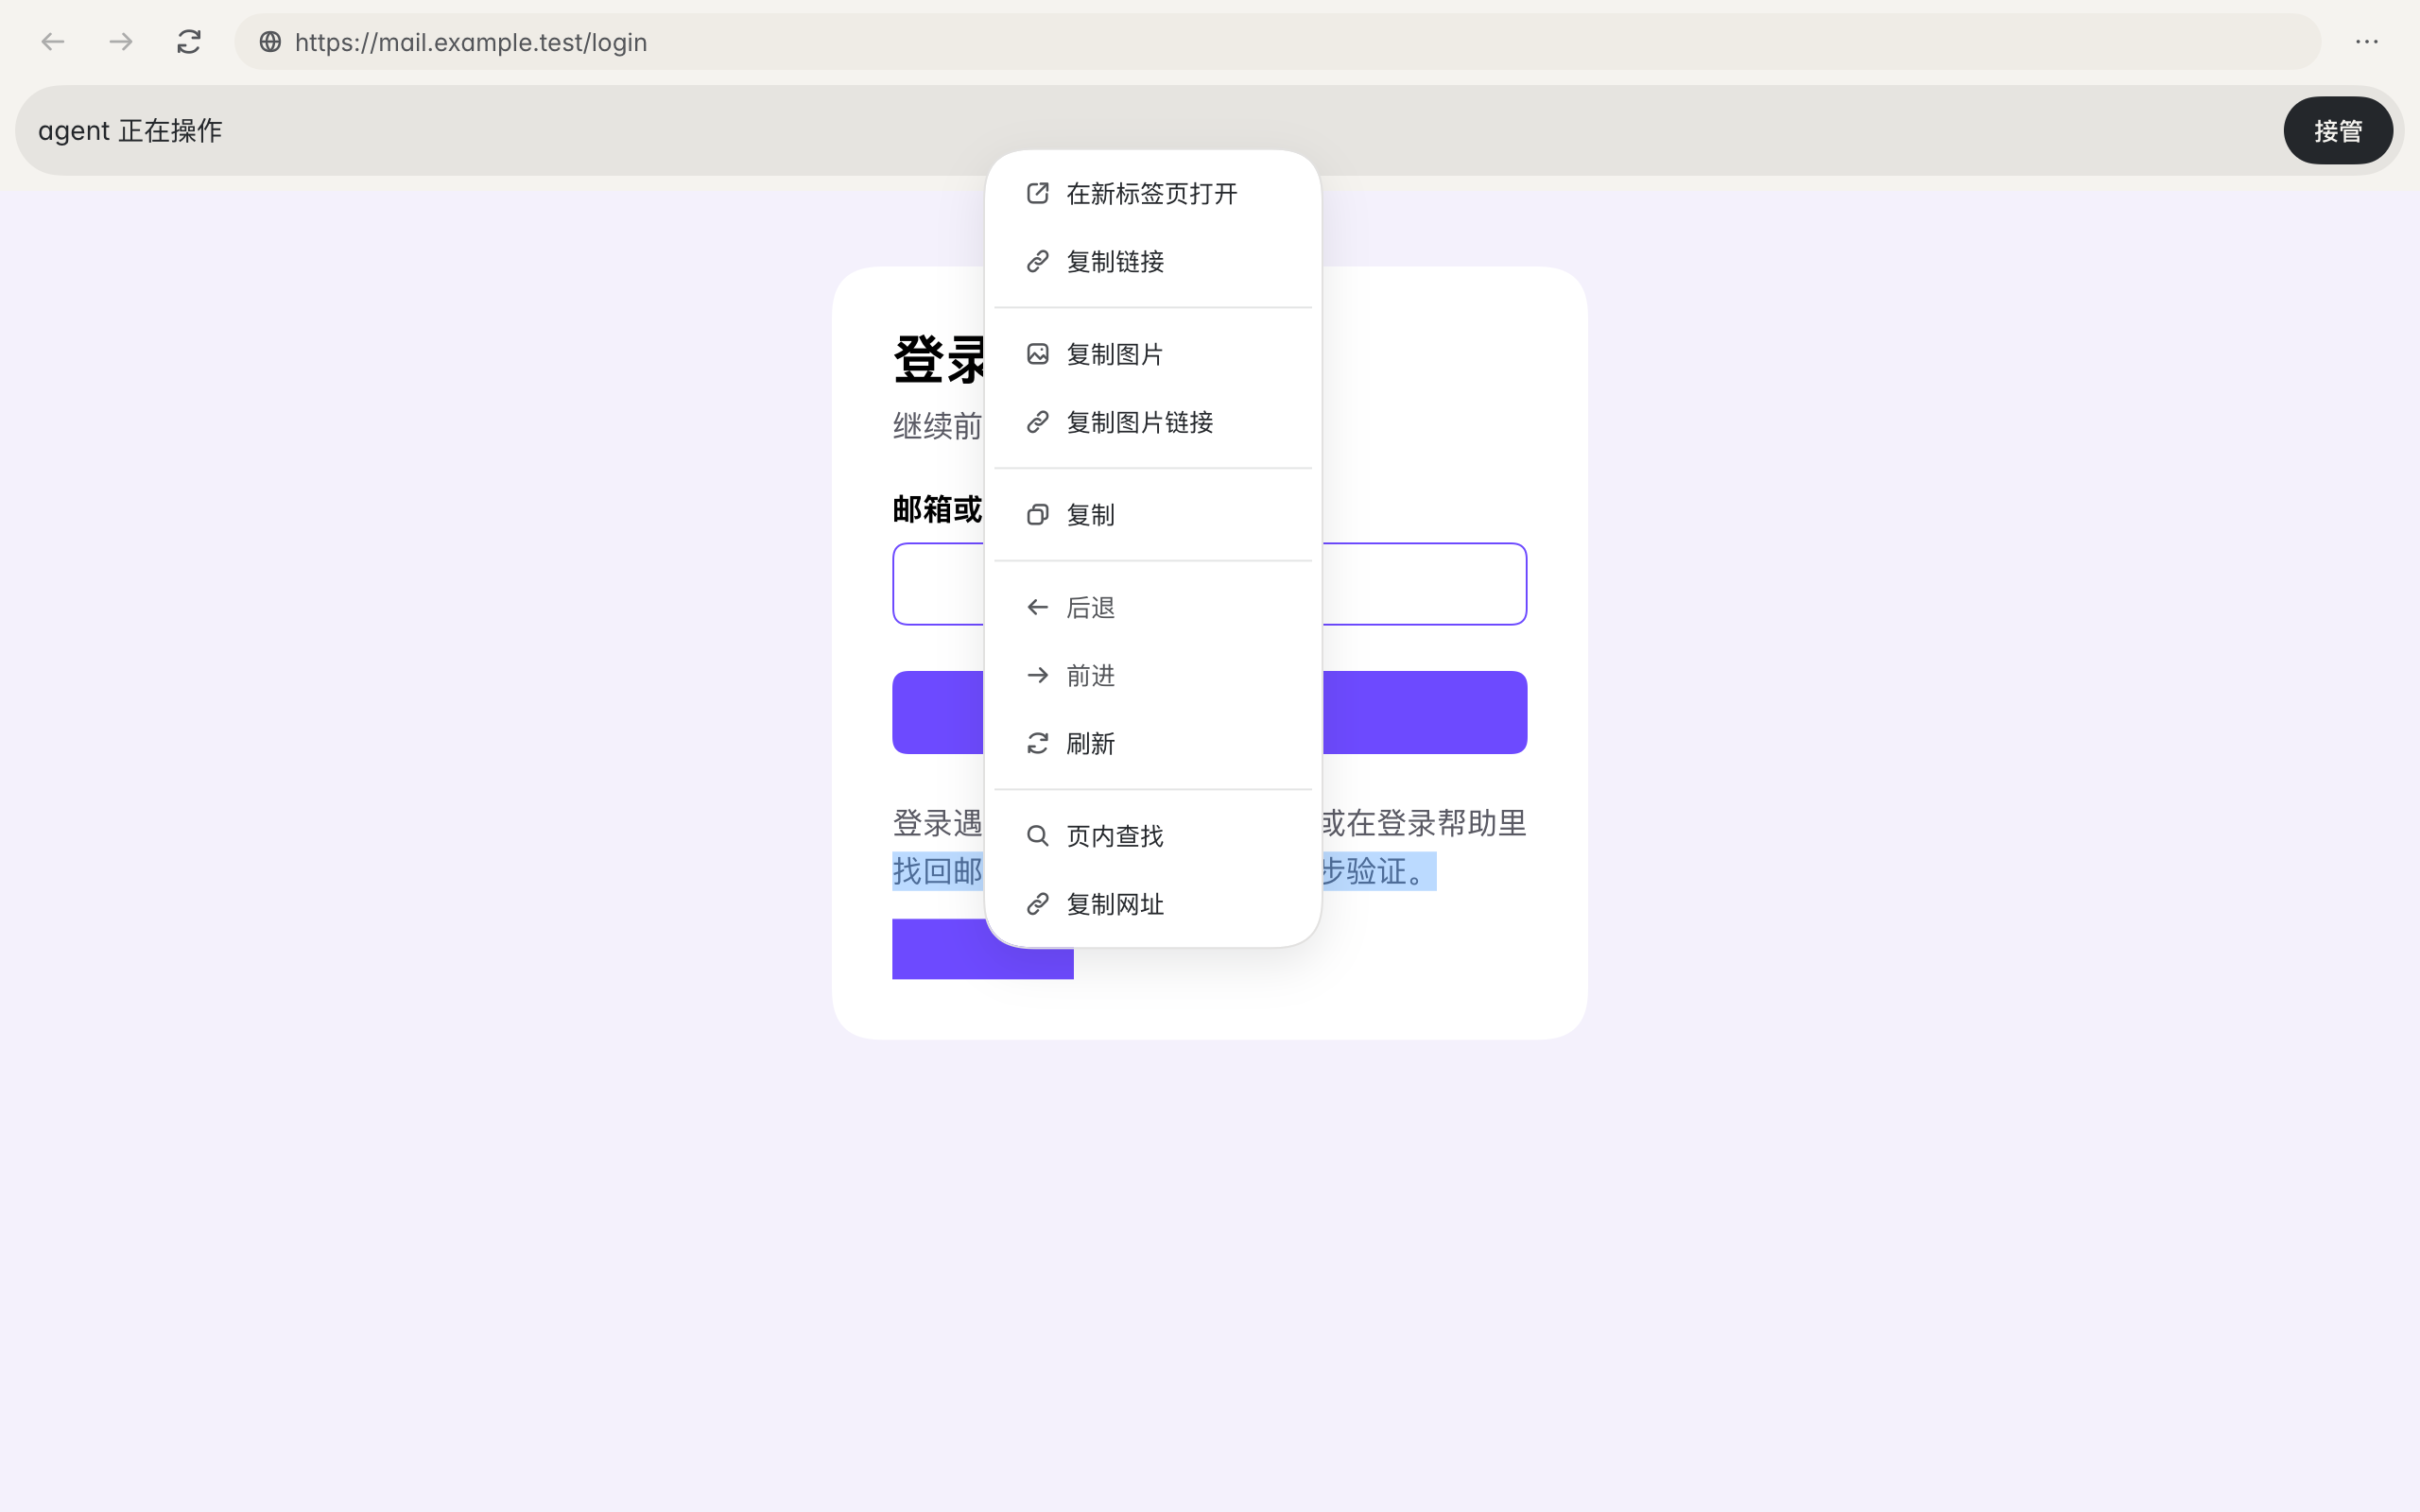 https://mail.example.test/login
agent 正在操作
接管
在新标签页打开
复制链接
登录
复制图片
继续前
复制图片链接
邮箱或
复制
后退
前进
刷新
登录遇
或在登录帮助里
页内查找
找回邮
步验证。
复制网址